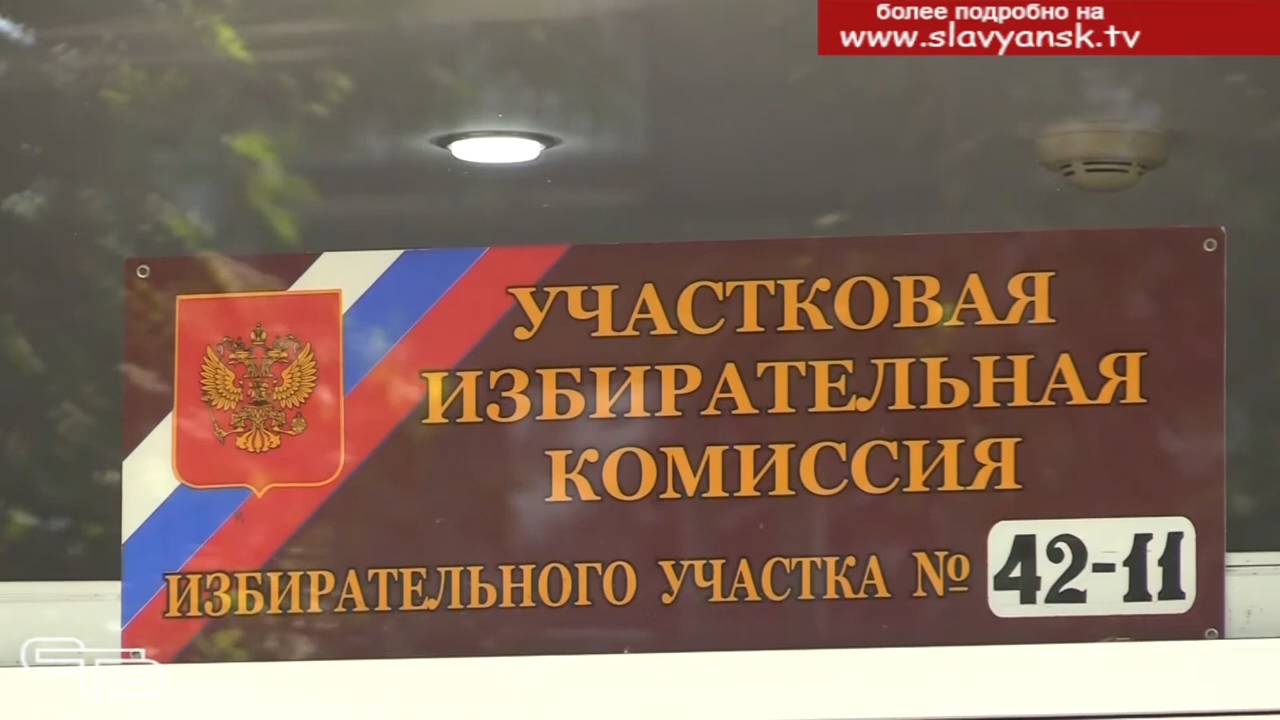 более подробно на
www.slavyansk.tv
УЧАСТКОВАЯ
ИЗБИРАТЕЛЬНАЯ
КОМИССИЯ
ИЗБИРАТЕЛЬНОГО УЧАСТКА № 42-11